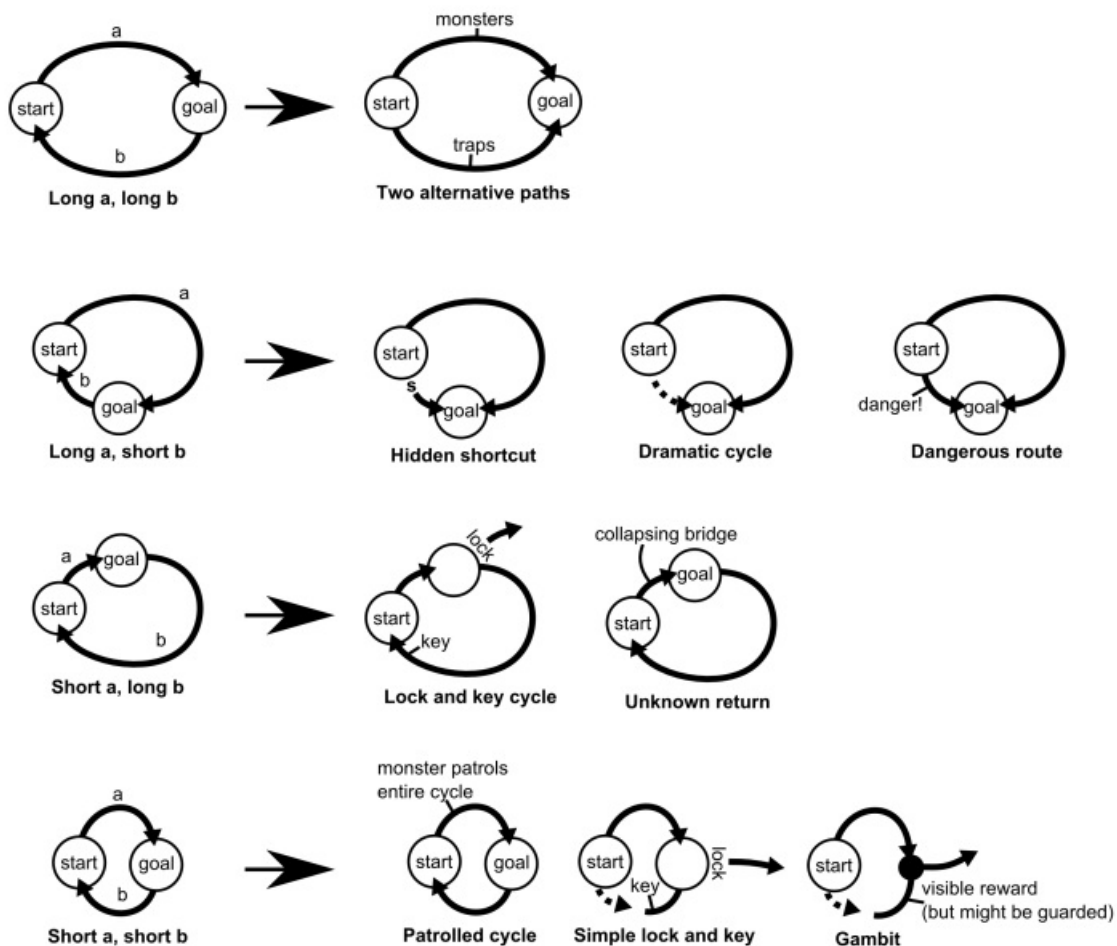 a
start
goal
b
Long a, long b
monsters
start
goal
traps
Two alternative paths
a
start
b
goal
Long a, short b
start
s
goal
Hidden shortcut
start
goal
Dramatic cycle
start
danger!
goal
Dangerous route
a
goal
start
b
Short a, long b
lock
start
key
Lock and key cycle
collapsing bridge
goal
start
Unknown return
a
start
goal
b
Short a, short b
monster patrols
entire cycle
start
goal
Patrolled cycle
start
lock
key
Simple lock and key
start
visible reward
(but might be guarded)
Gambit